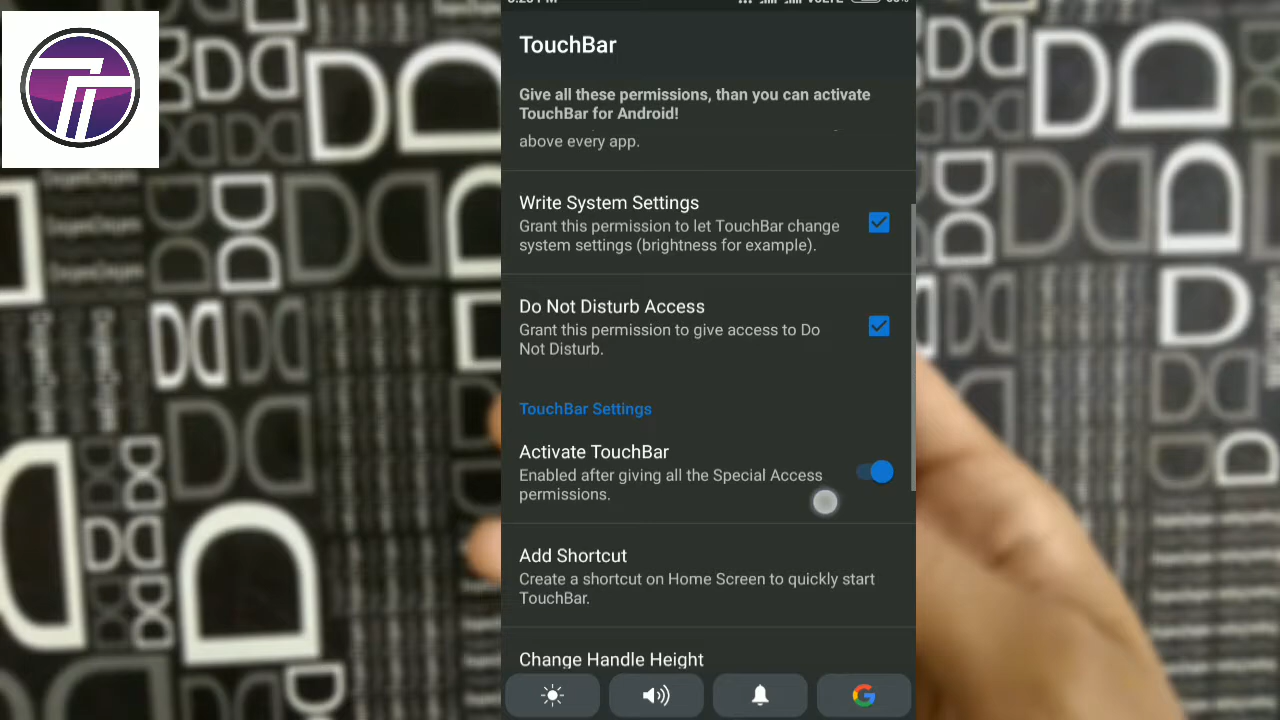 TouchBar
Give all these permissions, than you can activate
TouchBar for Android!
above every app.
Write System Settings
Grant this permission to let TouchBar change
system settings (brightness for example).
Do Not Disturb Access
Grant this permission to give access to Do
Not Disturb.
TouchBar Settings
Activate TouchBar
Enabled after giving all the Special Access
permissions.
Add Shortcut
Create a shortcut on Home Screen to quickly start
TouchBar.
Change Handle Height